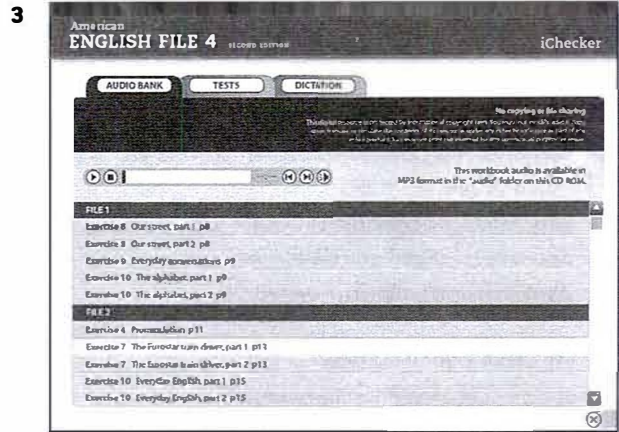 3
American
ENGLISH FILE 4 SECOND EDITION
iChecker
AUDIO BANK
TESTS
DICTATION
No copying or file sharing
This workbook audio is available in
MP3 format in the "audio" folder on this CD ROM.
FILE 1
Exercise 8 Our street, part 1 p8
Exercise 8 Our street, part 2 p8
Exercise 9 Everyday conversations p9
Exercise 10 The alphabet, part 1 p9
Exercise 10 The alphabet, part 2 p9
FILE 2
Exercise 4 Pronunciation p11
Exercise 7 The Eurostar train driver, part 1 p13
Exercise 7 The Eurostar train driver, part 2 p13
Exercise 10 Everyday English, part 1 p15
Exercise 10 Everyday English, part 2 p15